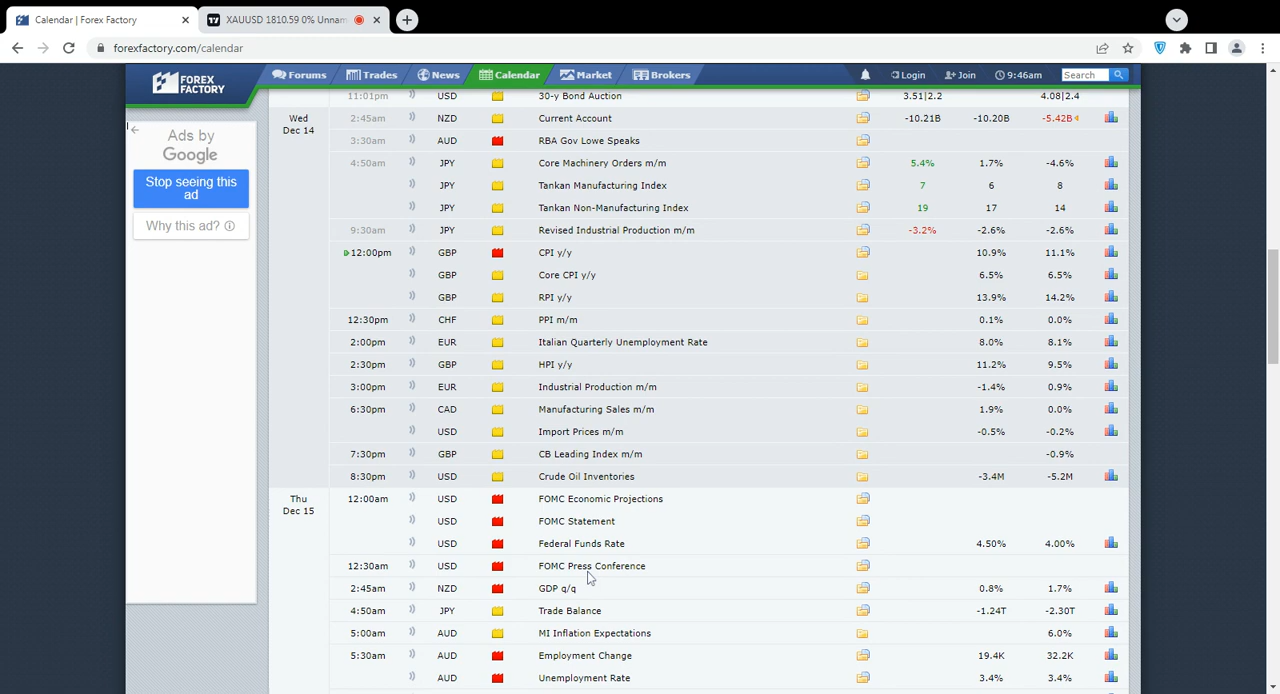 Calendar | Forex Factory
XAUUSD 1810.59 0% Unnam
forexfactory.com/calendar
FOREX FACTORY Forums Trades News Calendar Market Brokers Login Join 9:46am Search
Ads by
Google
Stop seeing this
ad
Why this ad?
11:01pm USD 30-y Bond Auction 3.51|2.2 4.08|2.4
Wed Dec 14 2:45am NZD Current Account -10.21B -10.20B -5.42B
3:30am AUD RBA Gov Lowe Speaks
4:50am JPY Core Machinery Orders m/m 5.4% 1.7% -4.6%
JPY Tankan Manufacturing Index 7 6 8
JPY Tankan Non-Manufacturing Index 19 17 14
9:30am JPY Revised Industrial Production m/m -3.2% -2.6% -2.6%
12:00pm GBP CPI y/y 10.9% 11.1%
GBP Core CPI y/y 6.5% 6.5%
GBP RPI y/y 13.9% 14.2%
12:30pm CHF PPI m/m 0.1% 0.0%
2:00pm EUR Italian Quarterly Unemployment Rate 8.0% 8.1%
2:30pm GBP HPI y/y 11.2% 9.5%
3:00pm EUR Industrial Production m/m -1.4% 0.9%
6:30pm CAD Manufacturing Sales m/m 1.9% 0.0%
USD Import Prices m/m -0.5% -0.2%
7:30pm GBP CB Leading Index m/m -0.9%
8:30pm USD Crude Oil Inventories -3.4M -5.2M
Thu Dec 15 12:00am USD FOMC Economic Projections
USD FOMC Statement
USD Federal Funds Rate 4.50% 4.00%
12:30am USD FOMC Press Conference
2:45am NZD GDP q/q 0.8% 1.7%
4:50am JPY Trade Balance -1.24T -2.30T
5:00am AUD MI Inflation Expectations 6.0%
5:30am AUD Employment Change 19.4K 32.2K
AUD Unemployment Rate 3.4% 3.4%